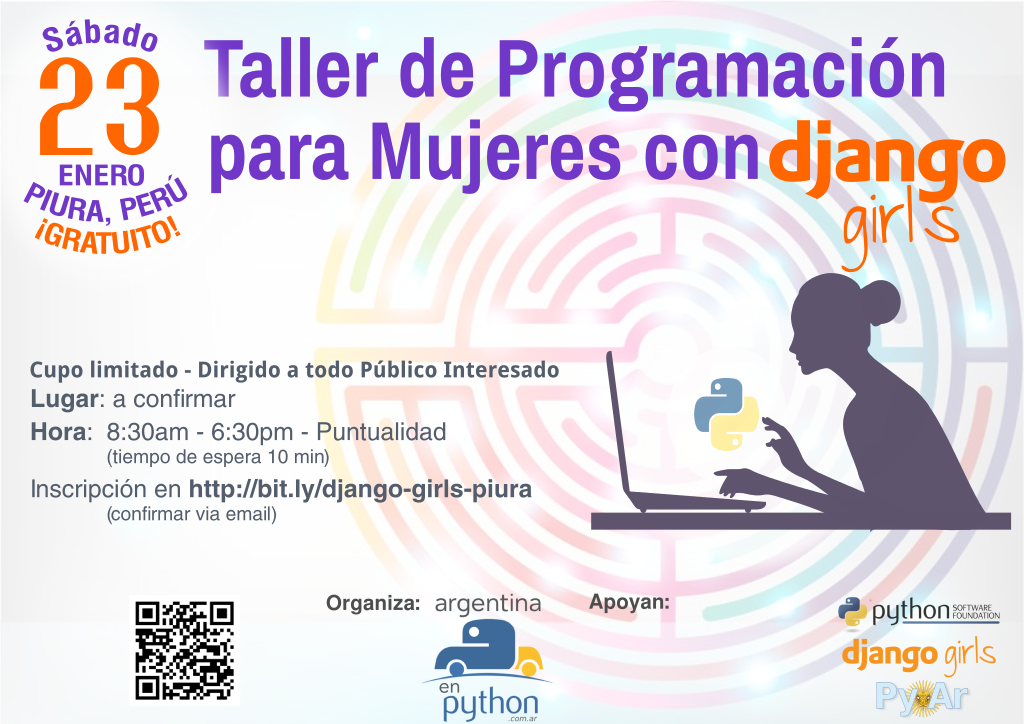 Sábado
23
ENERO
PIURA, PERÚ
¡GRATUITO!
Taller de Programación
para Mujeres con django
girls
Cupo limitado - Dirigido a todo Público Interesado
Lugar: a confirmar
Hora: 8:30am - 6:30pm - Puntualidad
(tiempo de espera 10 min)
Inscripción en http://bit.ly/django-girls-piura
(confirmar via email)
Organiza: argentina
en
python
.com.ar
Apoyan:
python SOFTWARE
FOUNDATION
django girls
PyAr